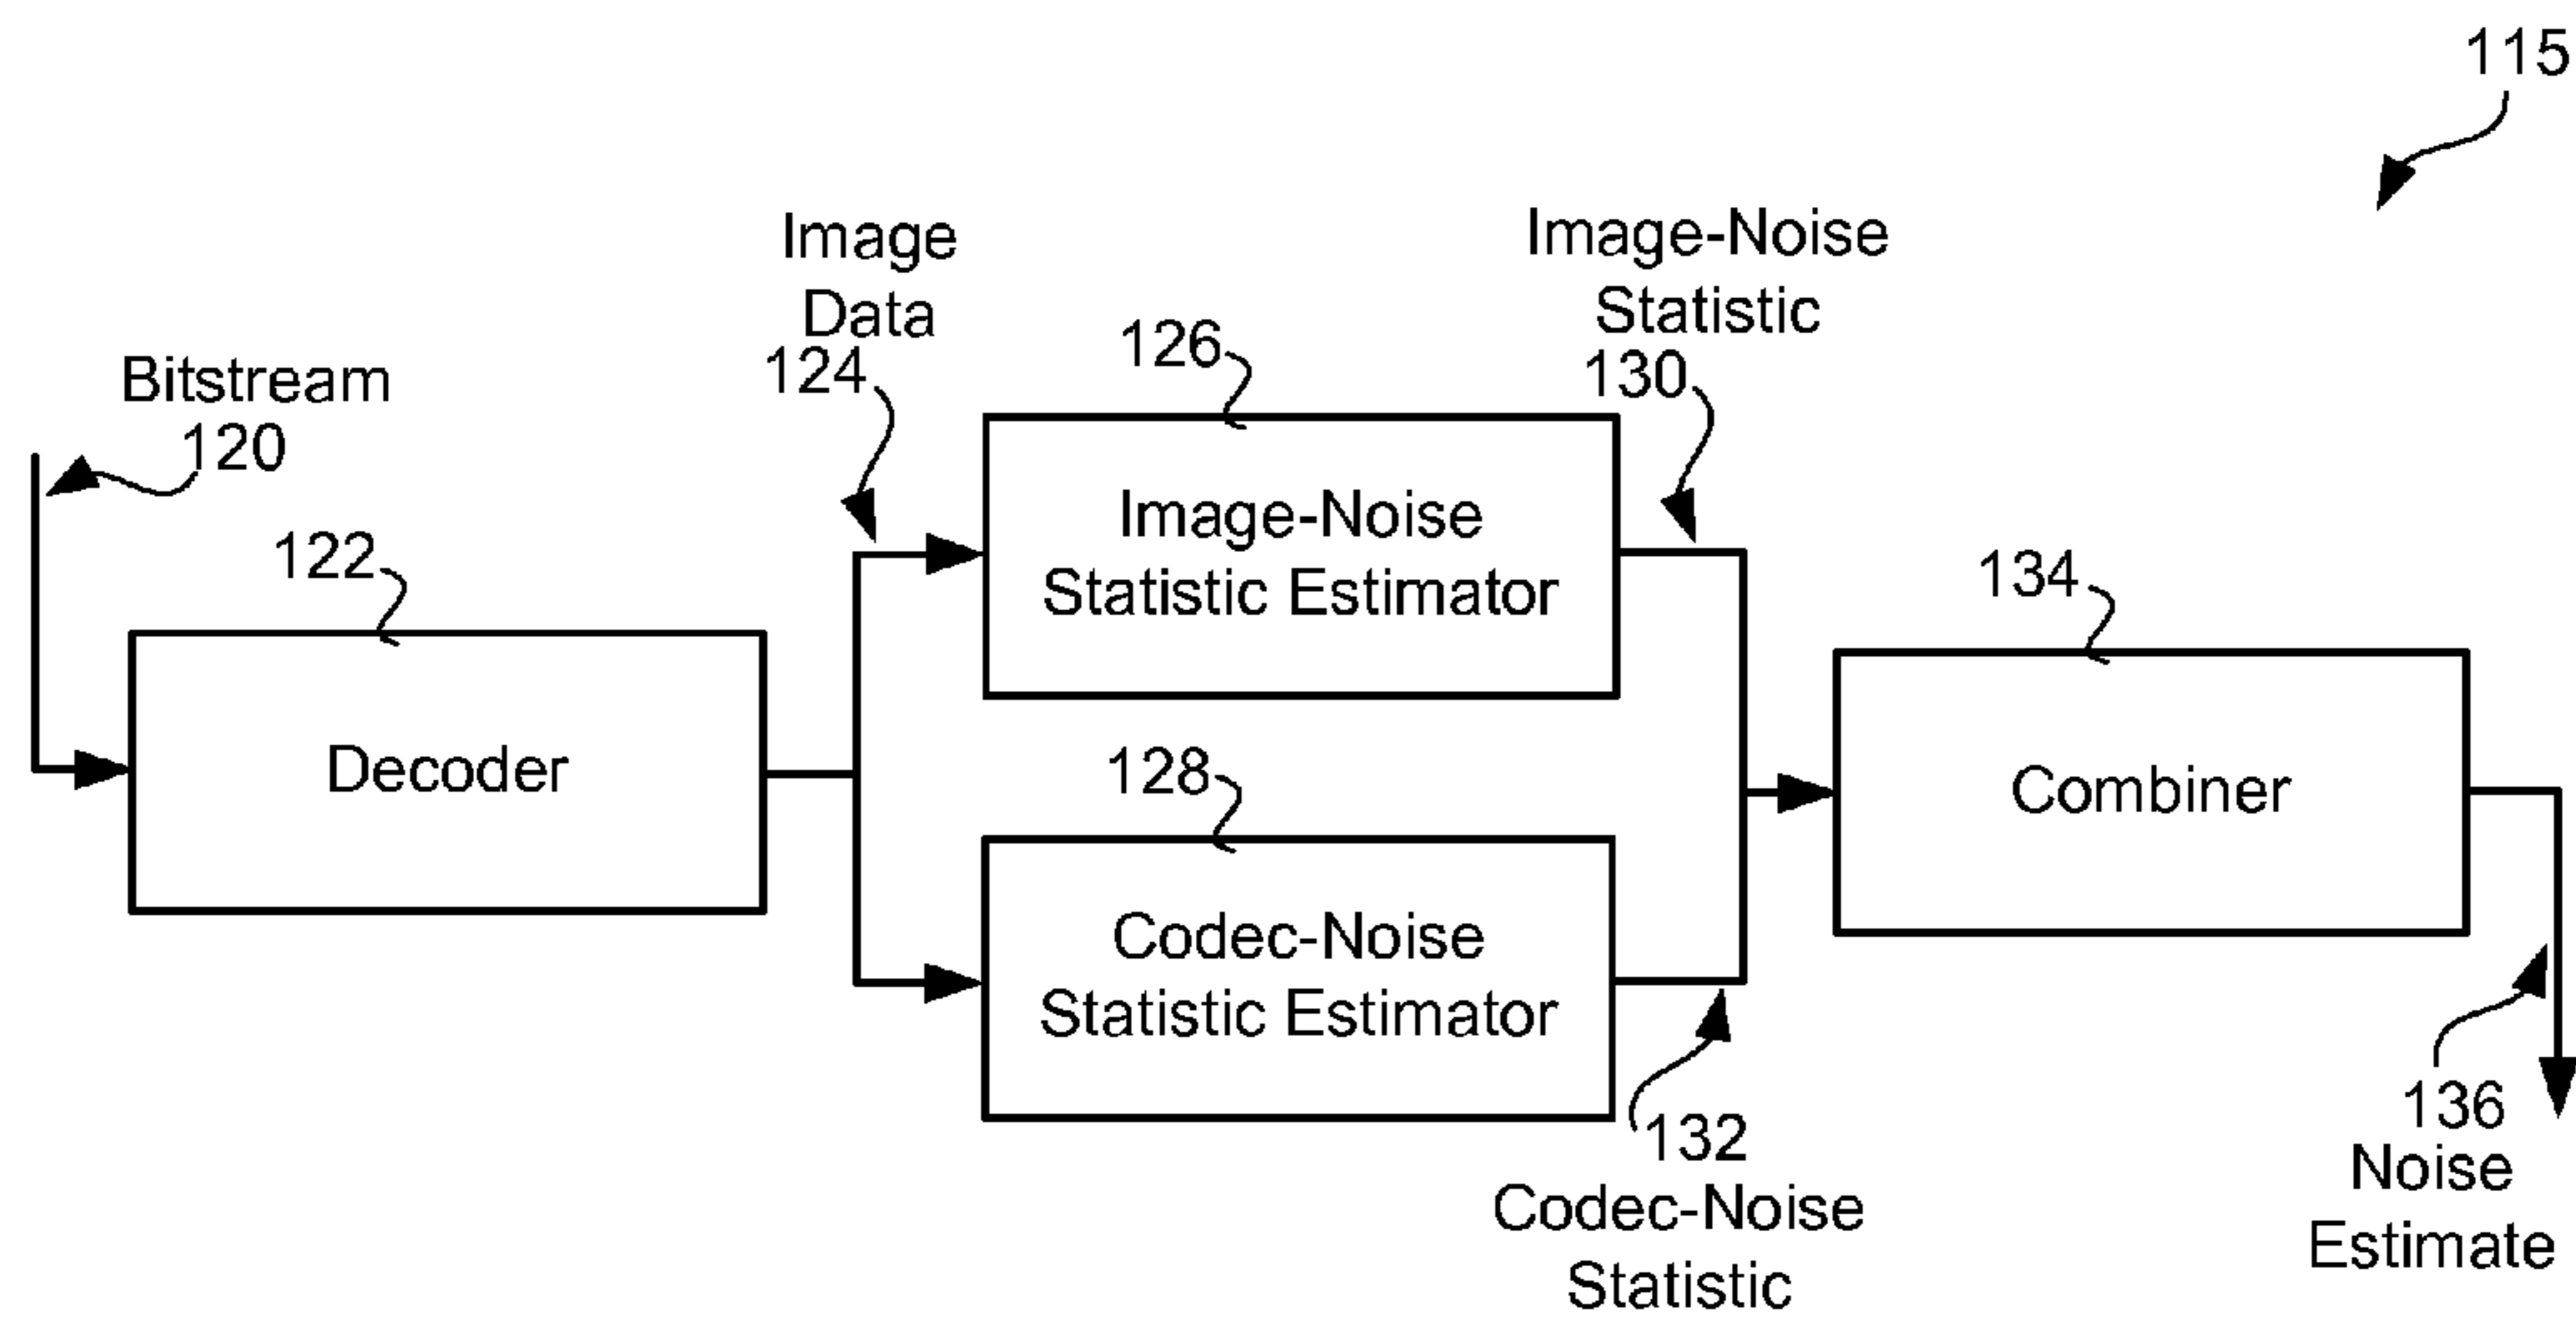 115
Bitstream
120
122
Decoder
Image
Data
124
126
Image-Noise
Statistic Estimator
128
Codec-Noise
Statistic Estimator
Image-Noise
Statistic
130
132
Codec-Noise
Statistic
134
Combiner
136
Noise
Estimate